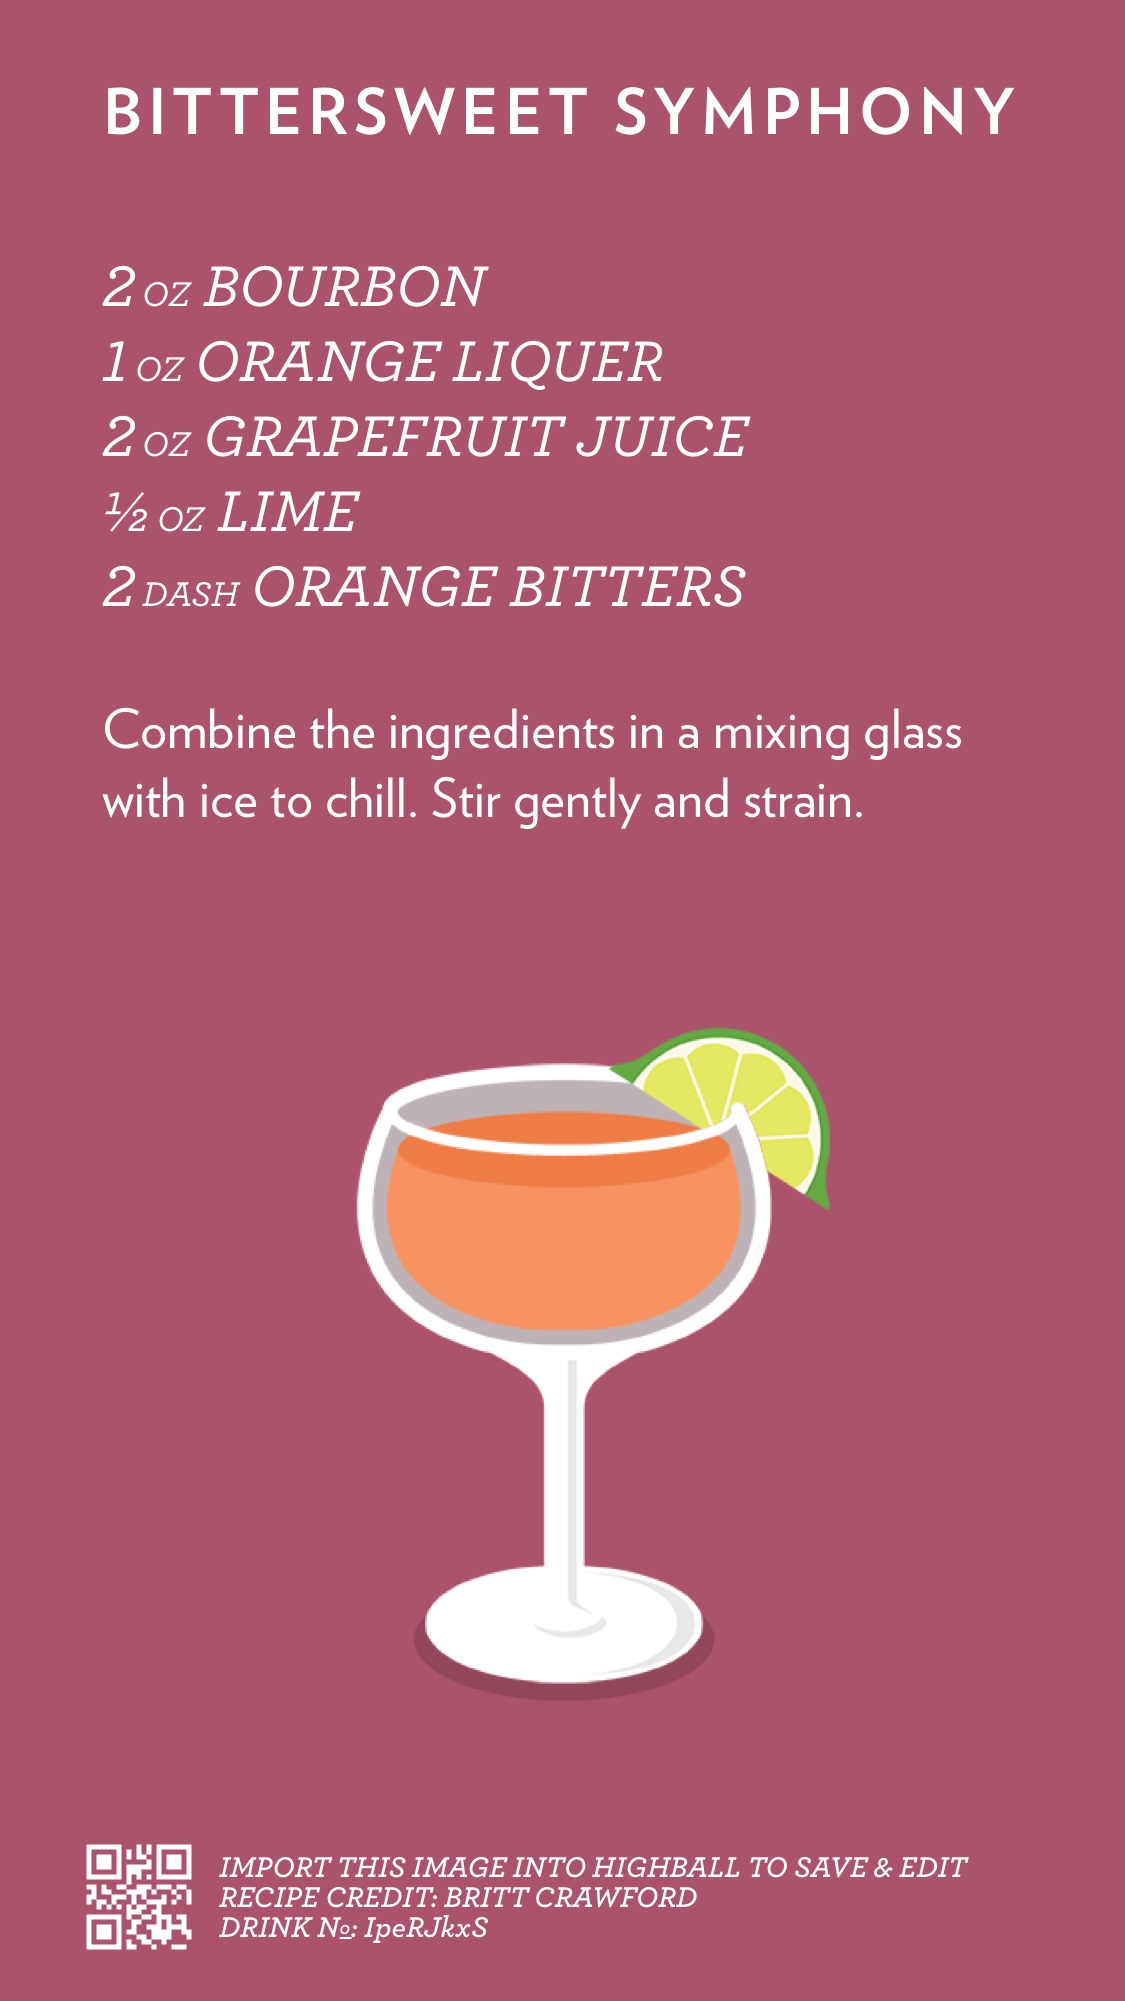 BITTERSWEET SYMPHONY
2 OZ BOURBON
1 OZ ORANGE LIQUER
2 OZ GRAPEFRUIT JUICE
½ OZ LIME
2 DASH ORANGE BITTERS
Combine the ingredients in a mixing glass
with ice to chill. Stir gently and strain.
IMPORT THIS IMAGE INTO HIGHBALL TO SAVE & EDIT
RECIPE CREDIT: BRITT CRAWFORD
DRINK Nº: IpeRJkxS